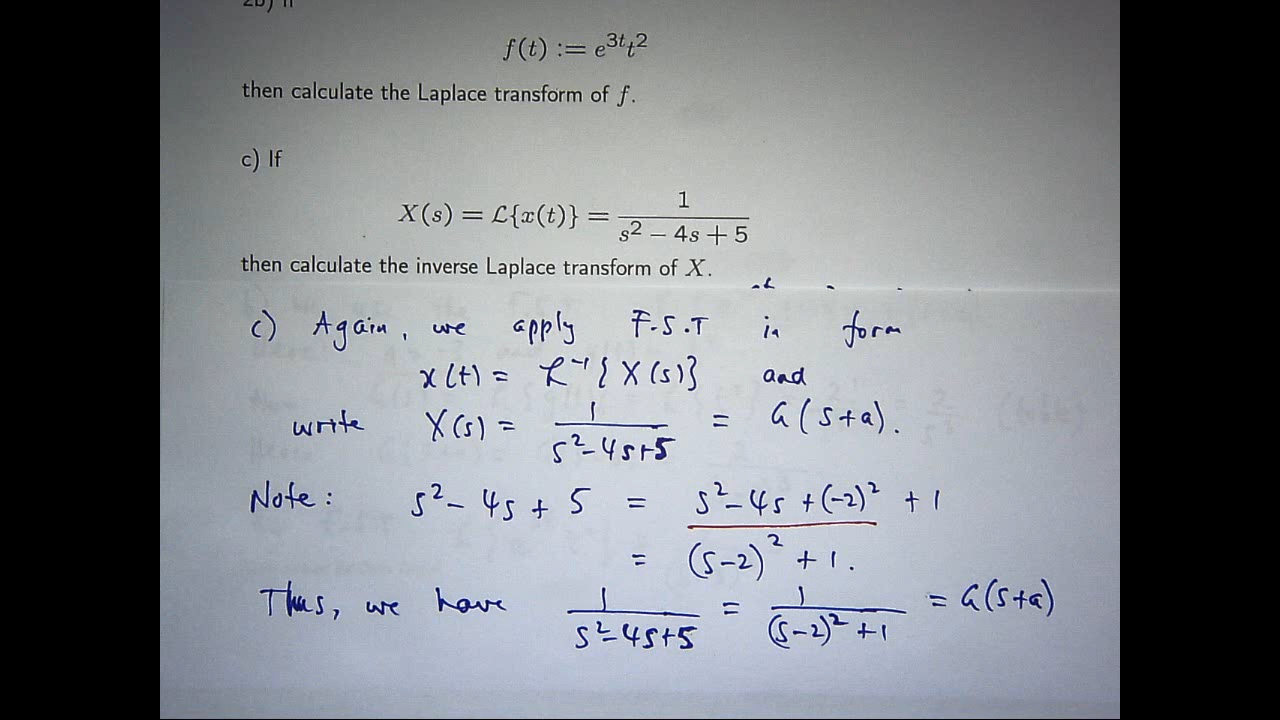 2b) If
f(t) := e^{3t}t^2
then calculate the Laplace transform of f.
c) If
X(s) = ℒ{x(t)} = 1/(s^2 − 4s + 5)
then calculate the inverse Laplace transform of X.
c) Again, we apply F.S.T in form
x(t) = ℒ^{-1}{X(s)} and
write X(s) = 1/(s^2-4s+5) = G(s+a).
Note: s^2 - 4s + 5 = s^2 - 4s + (-2)^2 + 1
= (s-2)^2 + 1.
Thus, we have 1/(s^2-4s+5) = 1/((s-2)^2+1) = G(s+a)